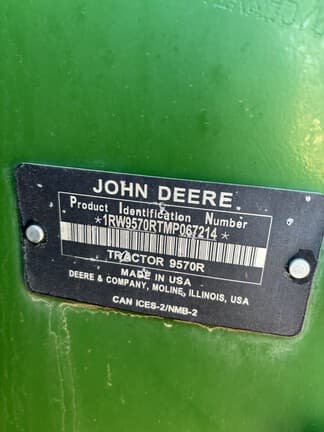 JOHN DEERE
Product Identification Number
*1RW9570RTMP067214*
TRACTOR 9570R
MADE IN USA
DEERE & COMPANY, MOLINE, ILLINOIS, USA
CAN ICES-2/NMB-2